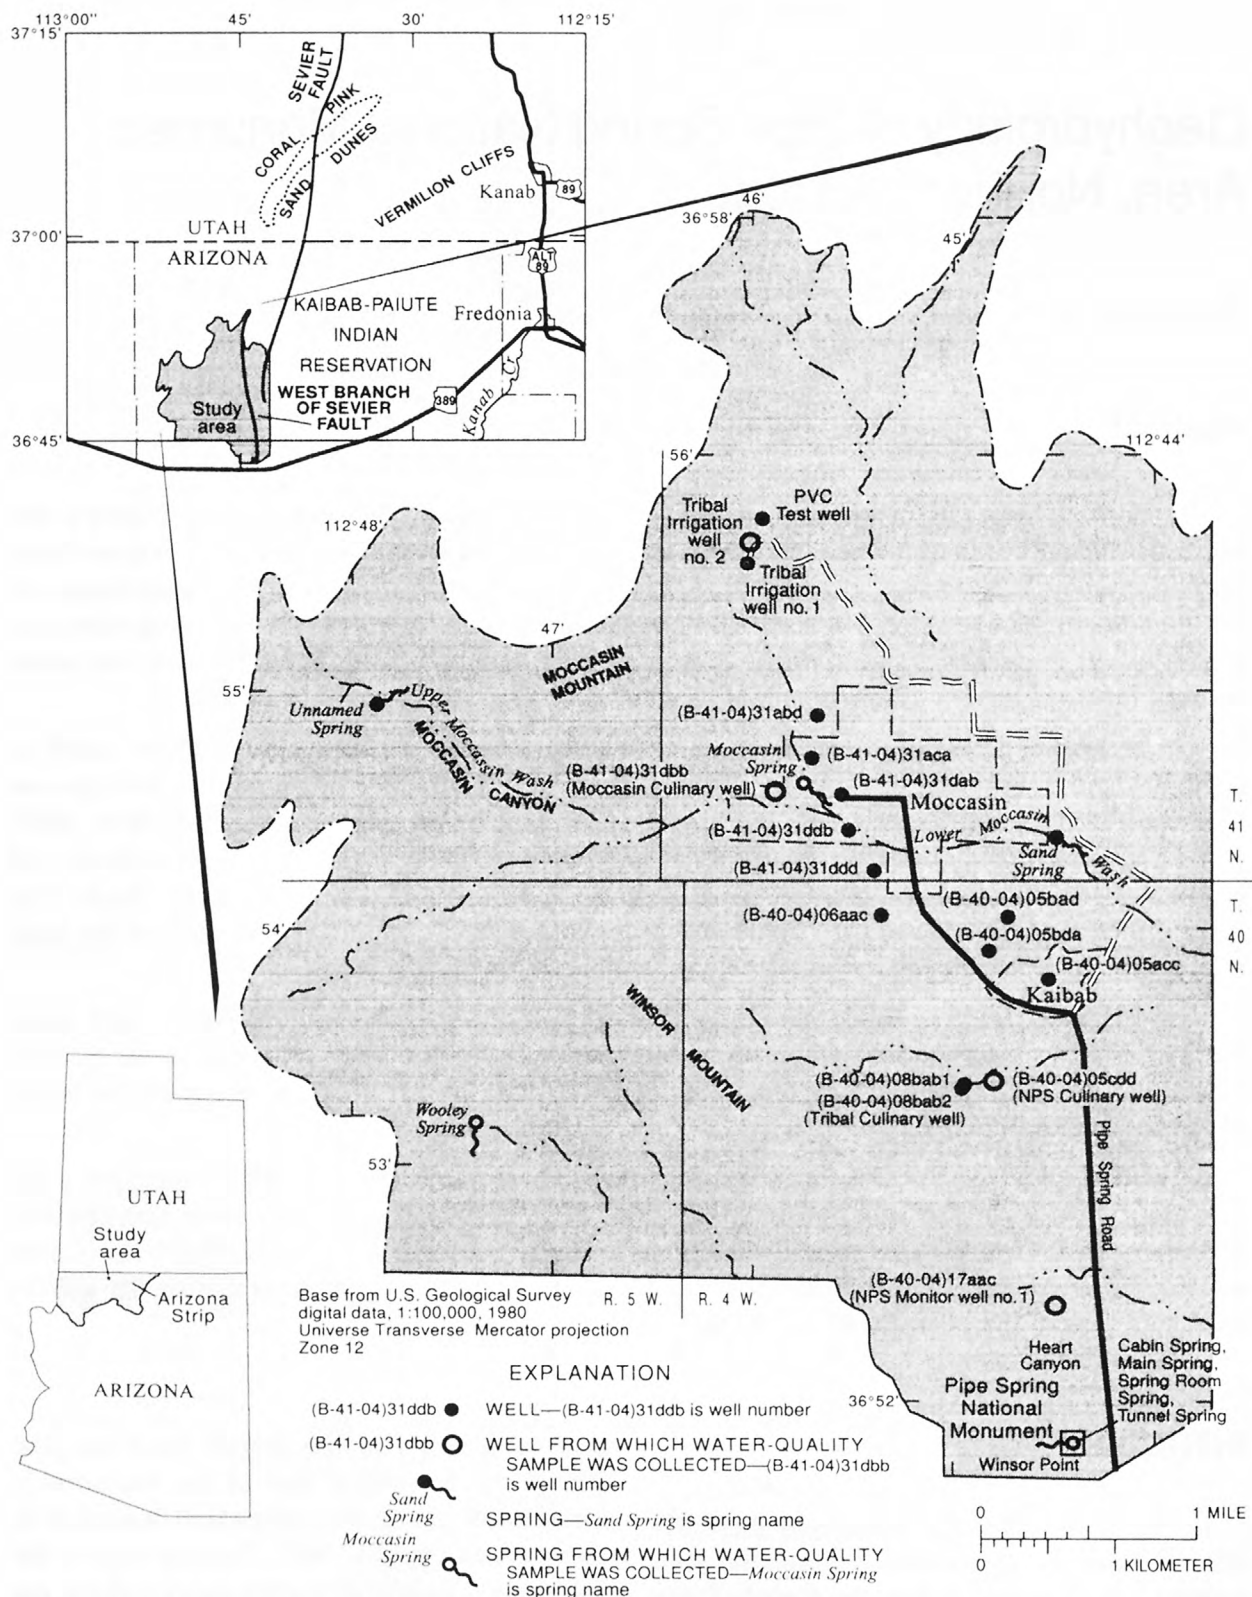 113°00"
45'
30'
112°15'
37°15'
SEVIER
FAULT
PINK
CORAL
DUNES
SAND
VERMILION CLIFFS
Kanab
89
UTAH
37°00'
ARIZONA
ALT
89
KAIBAB-PAIUTE
INDIAN
RESERVATION
Fredonia
WEST BRANCH
OF SEVIER
FAULT
Study
area
389
Kanab Cr
36°45'
46'
36°58'
45'
112°44'
56'
PVC
Test well
Tribal
Irrigation
well
no. 2
Tribal
Irrigation
well no. 1
112°48'
47'
MOCCASIN
MOUNTAIN
55'
Unnamed
Spring
Upper Moccassin Wash
MOCCASIN
CANYON
(B-41-04)31abd
Moccasin
Spring
(B-41-04)31aca
(B-41-04)31dbb
(Moccasin Culinary well)
(B-41-04)31dab
Moccasin
T.
41
N.
(B-41-04)31ddb
Lower Moccasin Wash
Sand
Spring
(B-41-04)31ddd
(B-40-04)05bad
T.
40
N.
(B-40-04)06aac
(B-40-04)05bda
54'
(B-40-04)05acc
Kaibab
WINSOR
MOUNTAIN
(B-40-04)08bab1
(B-40-04)08bab2
(Tribal Culinary well)
(B-40-04)05cdd
(NPS Culinary well)
Wooley
Spring
53'
Pipe Spring Road
UTAH
Study
area
Arizona
Strip
ARIZONA
(B-40-04)17aac
(NPS Monitor well no. 1)
R. 5 W.
R. 4 W.
Base from U.S. Geological Survey
digital data, 1:100,000, 1980
Universe Transverse Mercator projection
Zone 12
Heart
Canyon
Cabin Spring,
Main Spring,
Spring Room
Spring,
Tunnel Spring
36°52'
Pipe Spring
National
Monument
Winsor Point
EXPLANATION
(B-41-04)31ddb WELL—(B-41-04)31ddb is well number
(B-41-04)31dbb WELL FROM WHICH WATER-QUALITY
SAMPLE WAS COLLECTED—(B-41-04)31dbb
is well number
Sand
Spring
SPRING—Sand Spring is spring name
Moccasin
Spring
SPRING FROM WHICH WATER-QUALITY
SAMPLE WAS COLLECTED—Moccasin Spring
is spring name
0 1 MILE
0 1 KILOMETER